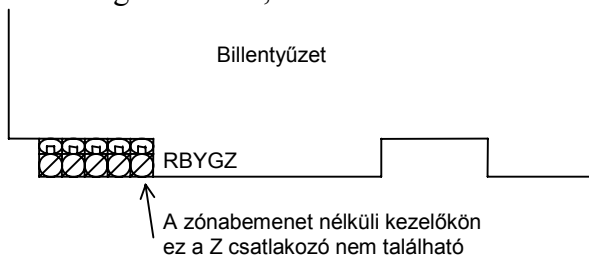 Billentyűzet
RBYGZ
A zónabemenet nélküli kezelőkön
ez a Z csatlakozó nem található